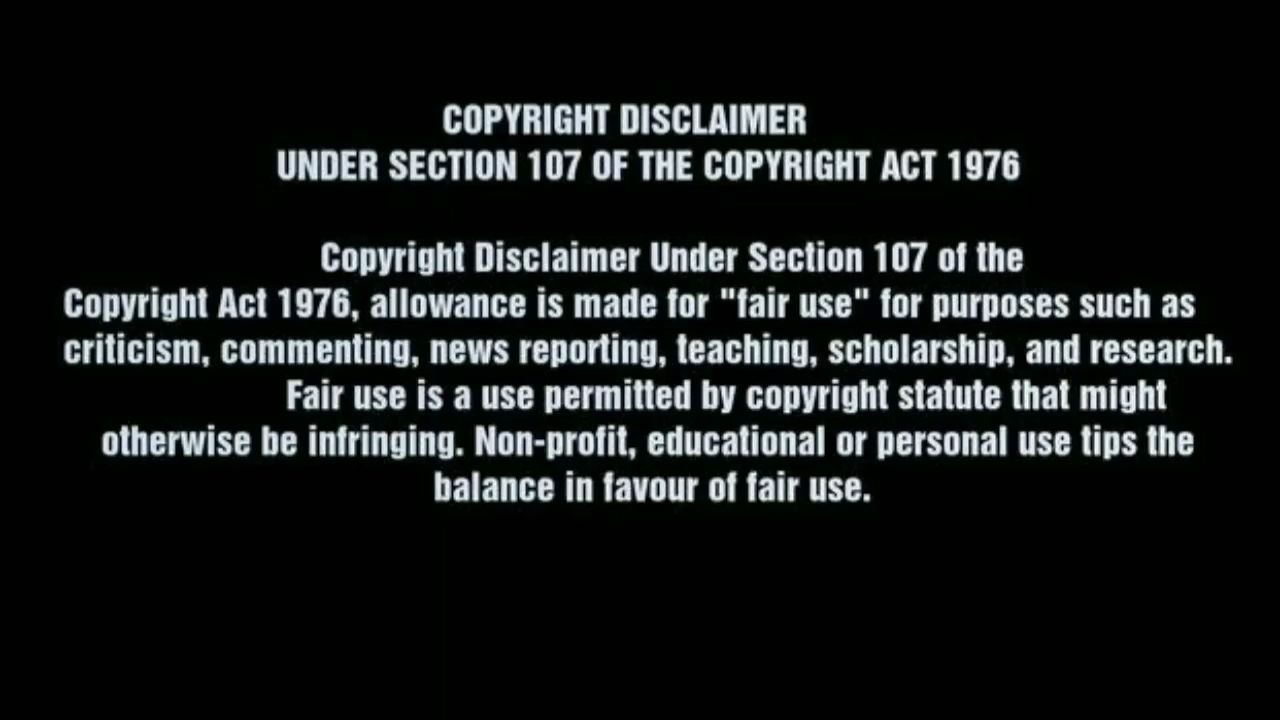 COPYRIGHT DISCLAIMER
UNDER SECTION 107 OF THE COPYRIGHT ACT 1976
Copyright Disclaimer Under Section 107 of the
Copyright Act 1976, allowance is made for "fair use" for purposes such as
criticism, commenting, news reporting, teaching, scholarship, and research.
Fair use is a use permitted by copyright statute that might
otherwise be infringing. Non-profit, educational or personal use tips the
balance in favour of fair use.